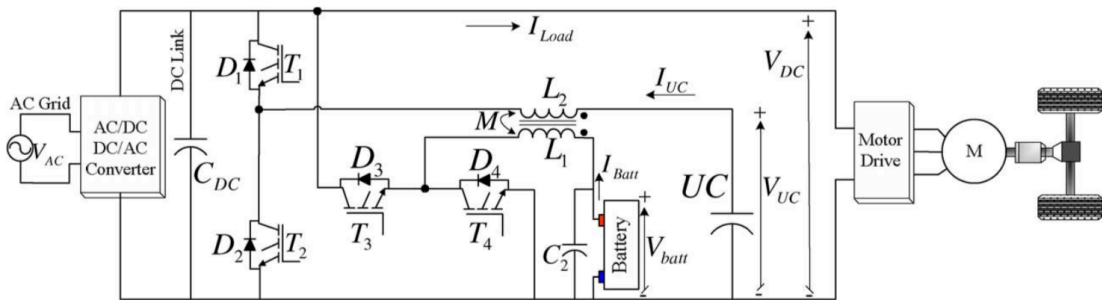 AC Grid
V_AC
AC/DC
DC/AC
Converter
DC Link
C_DC
D_1
T_1
D_2
T_2
I_Load
D_3
T_3
D_4
T_4
M
L_2
L_1
I_UC
I_Batt
C_2
Battery
+
V_batt
-
UC
+
V_UC
-
+
V_DC
-
Motor
Drive
M